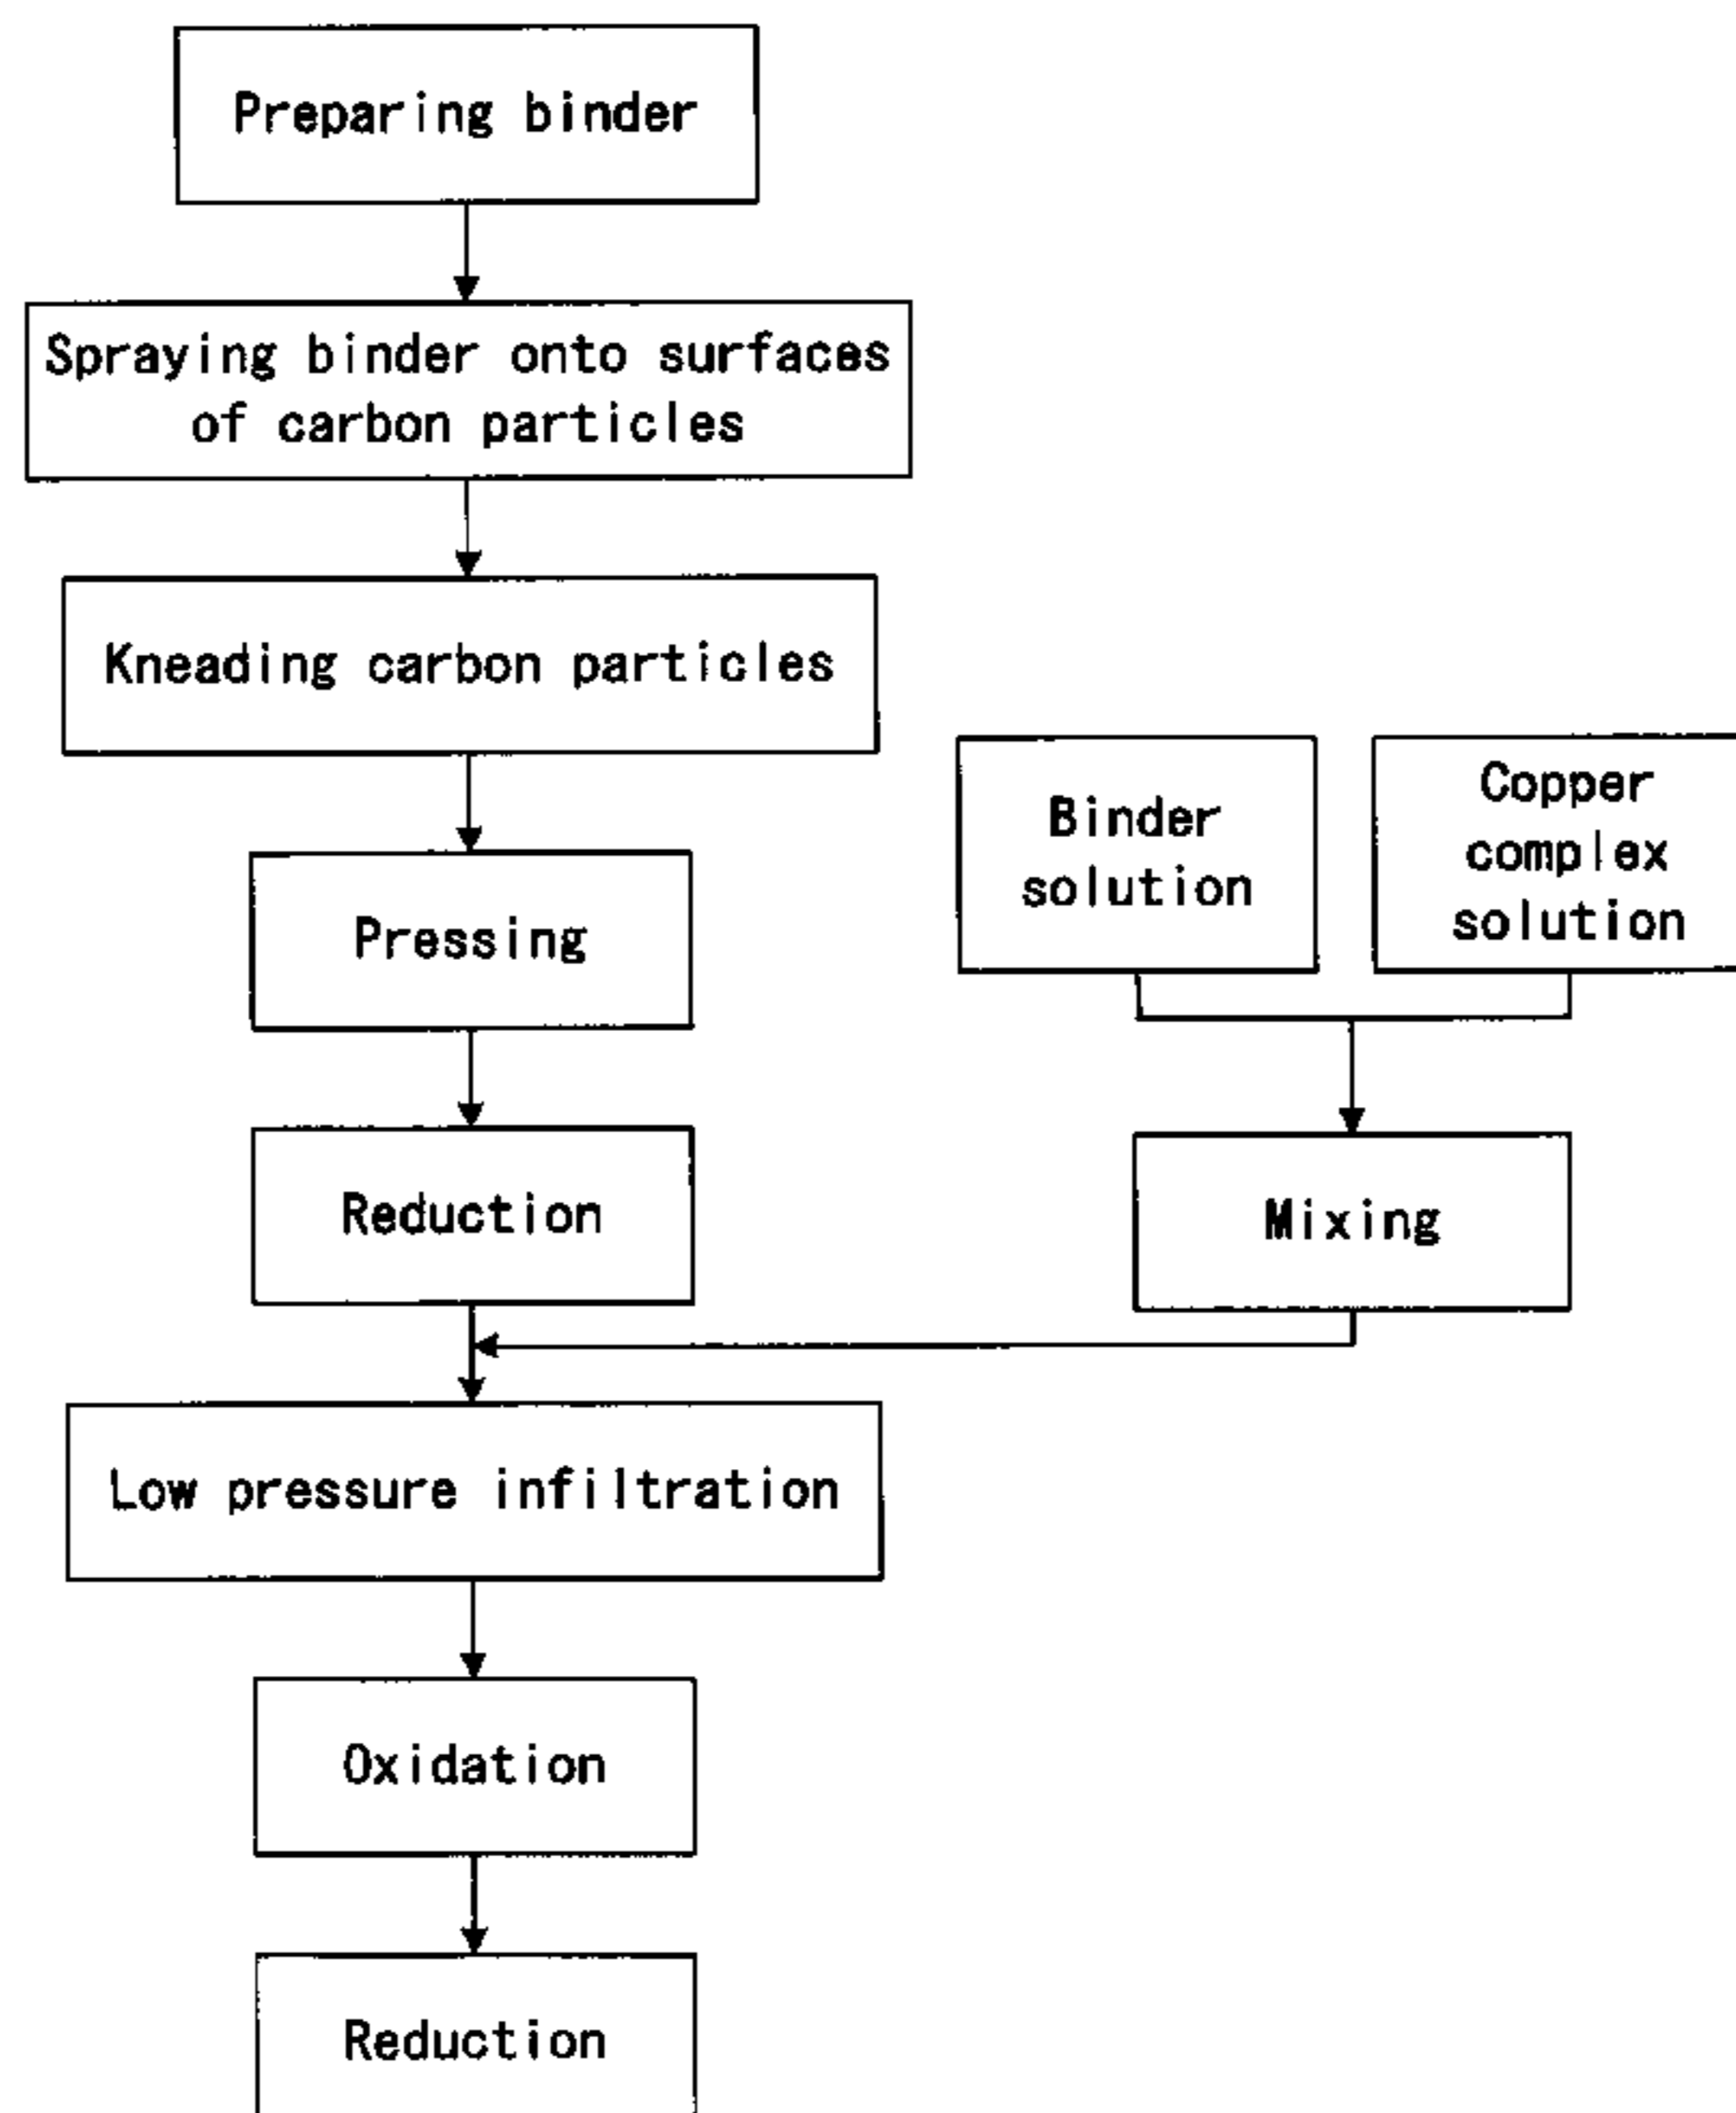 Preparing binder
Spraying binder onto surfaces
of carbon particles
Kneading carbon particles
Binder
solution
Copper
complex
solution
Pressing
Reduction
Mixing
Low pressure infiltration
Oxidation
Reduction